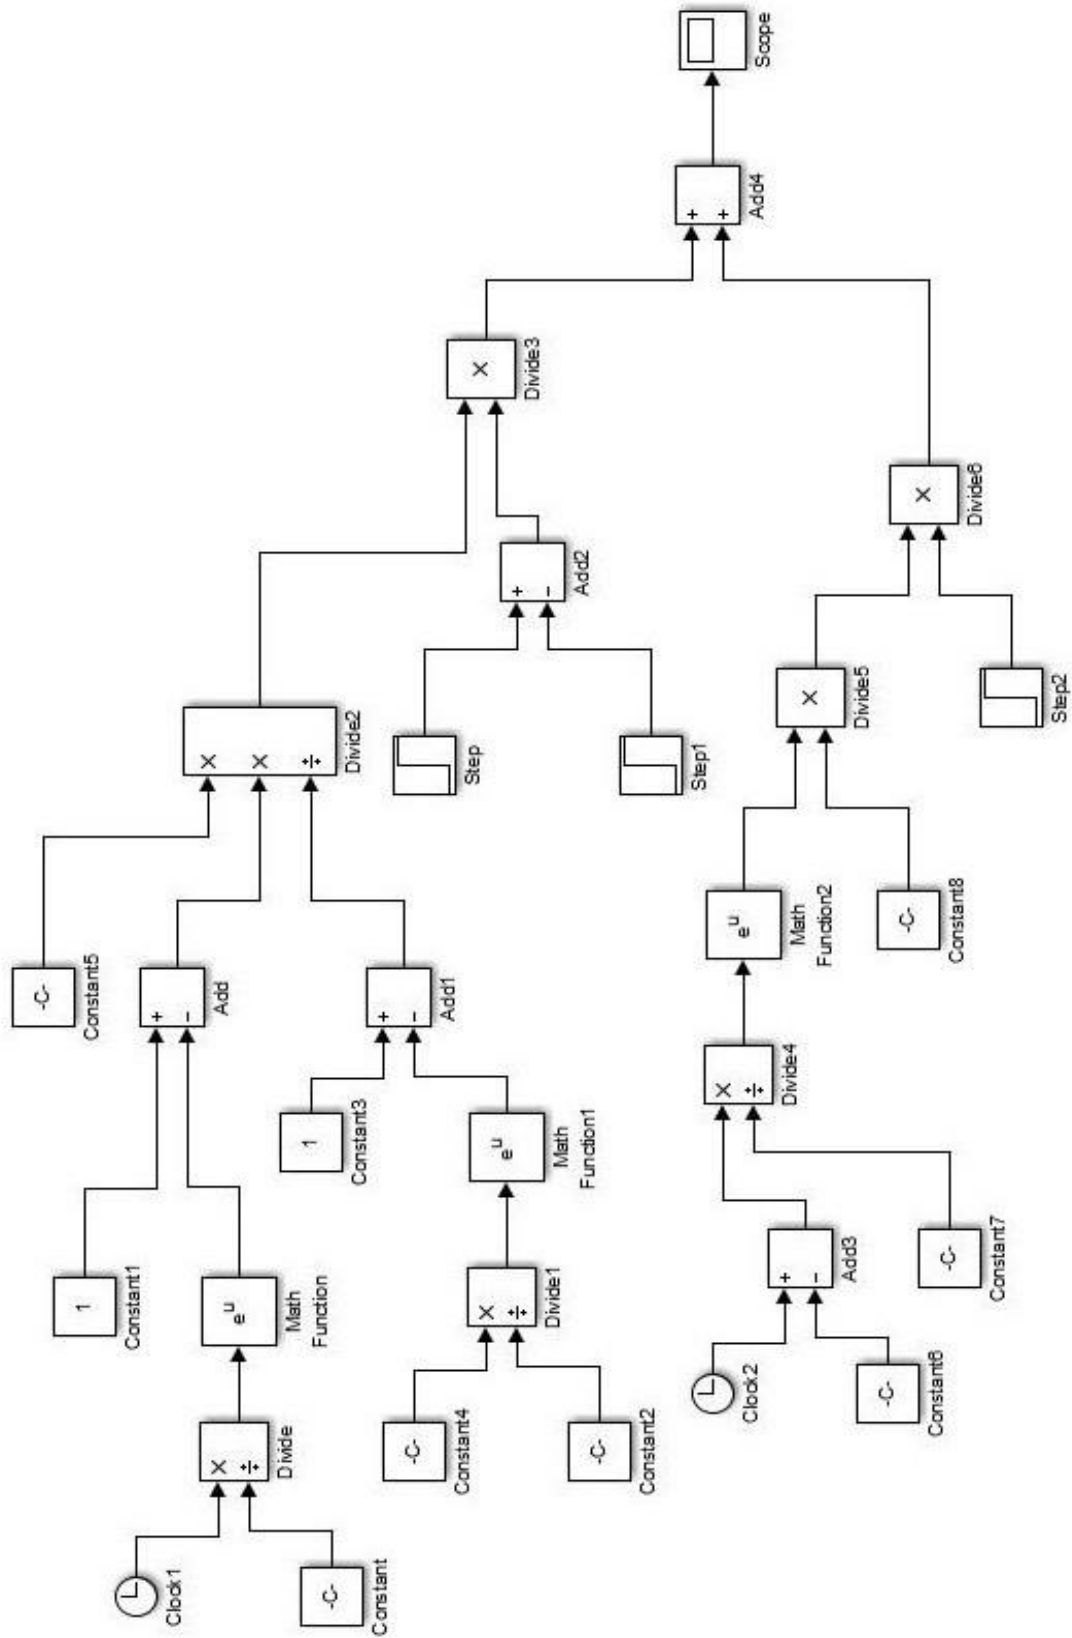 -C-
Constant5
1
Constant1
Clock1
×
÷
Divide
e^u
Math
Function
+
−
Add
-C-
Constant
1
Constant3
×
×
÷
Divide2
-C-
Constant4
×
÷
Divide1
e^u
Math
Function1
+
−
Add1
Step
-C-
Constant2
+
−
Add2
×
Divide3
Step1
Clock2
+
−
Add3
×
÷
Divide4
e^u
Math
Function2
+
+
Add4
Scope
-C-
Constant6
×
Divide5
-C-
Constant7
-C-
Constant8
×
Divide6
Step2